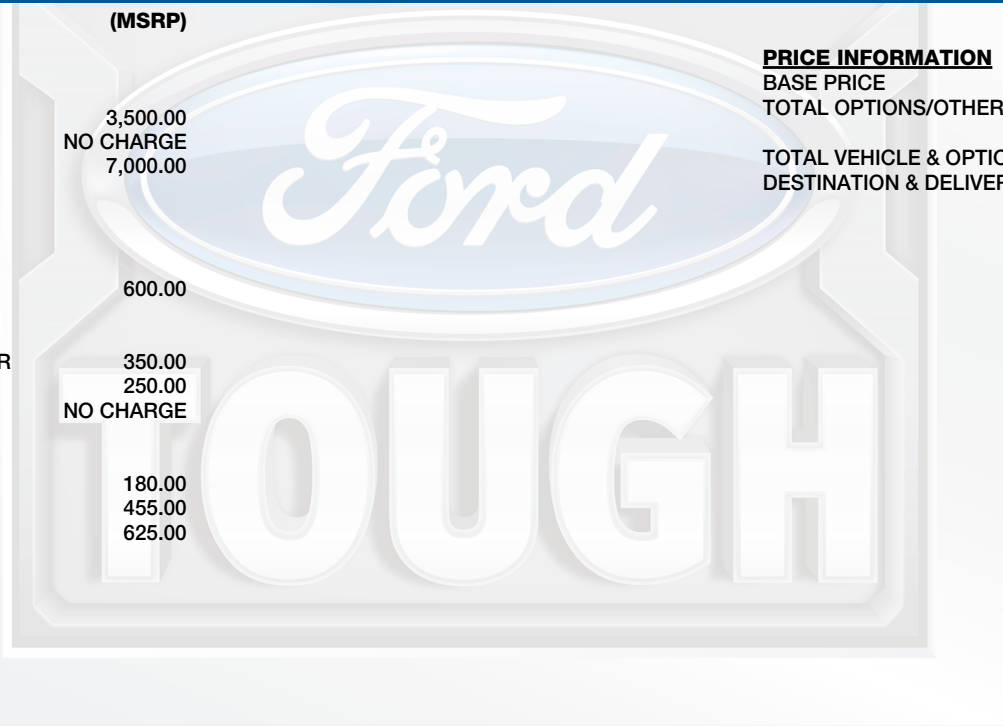 (MSRP)
3,500.00
NO CHARGE
7,000.00
600.00
R 350.00
250.00
NO CHARGE
180.00
455.00
625.00
PRICE INFORMATION
BASE PRICE
TOTAL OPTIONS/OTHER
TOTAL VEHICLE & OPTIO
DESTINATION & DELIVER
Ford
TOUGH